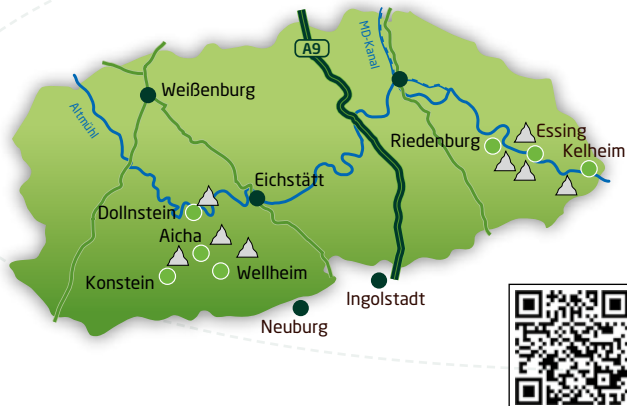 A9
MD-Kanal
Weißenburg
Altmühl
Essing
Riedenburg
Kelheim
Eichstätt
Dollnstein
Aicha
Wellheim
Konstein
Ingolstadt
Neuburg